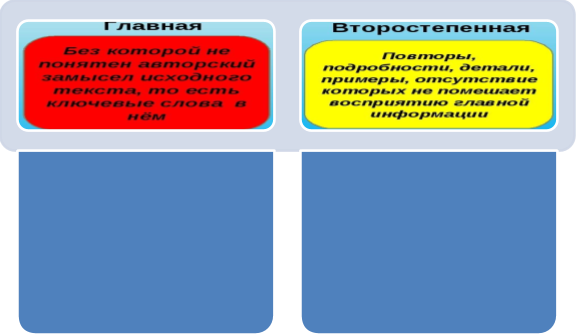 Главная
Без которой не
понятен авторский
замысел исходного
текста, то есть
ключевые слова в
нём
Второстепенная
Повторы,
подробности, детали,
примеры, отсутствие
которых не помешает
восприятию главной
информации